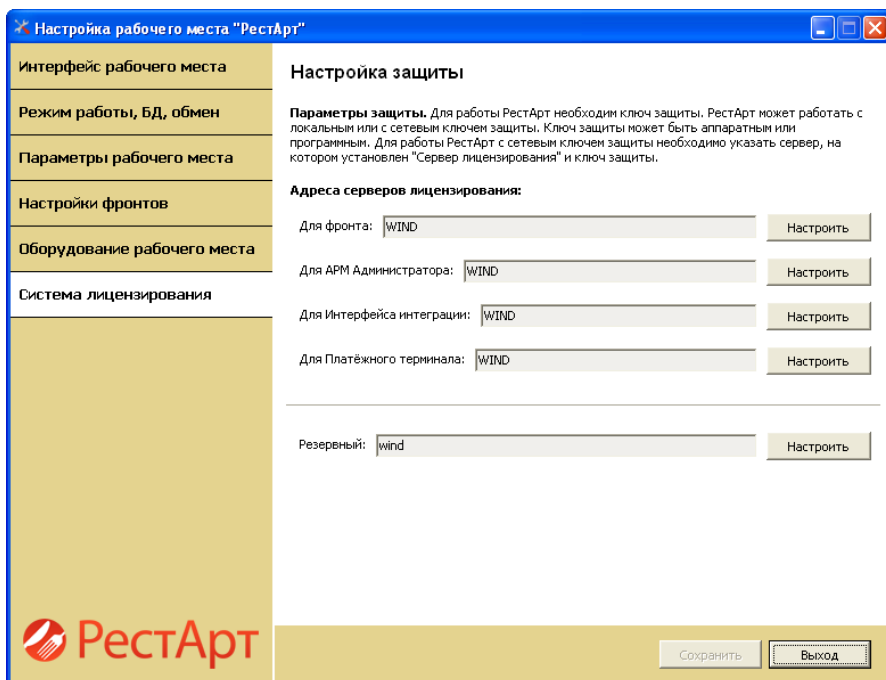 Настройка рабочего места "РестАрт"
Интерфейс рабочего места
Режим работы, БД, обмен
Параметры рабочего места
Настройки фронтов
Оборудование рабочего места
Система лицензирования
Настройка защиты
Параметры защиты. Для работы РестАрт необходим ключ защиты. РестАрт может работать с
локальным или с сетевым ключем защиты. Ключ защиты может быть аппаратным или
программным. Для работы РестАрт с сетевым ключем защиты необходимо указать сервер, на
котором установлен "Сервер лицензирования" и ключ защиты.
Адреса серверов лицензирования:
Для фронта: WIND Настроить
Для АРМ Администратора: WIND Настроить
Для Интерфейса интеграции: WIND Настроить
Для Платёжного терминала: WIND Настроить
Резервный: wind Настроить
РестАрт
Сохранить Выход